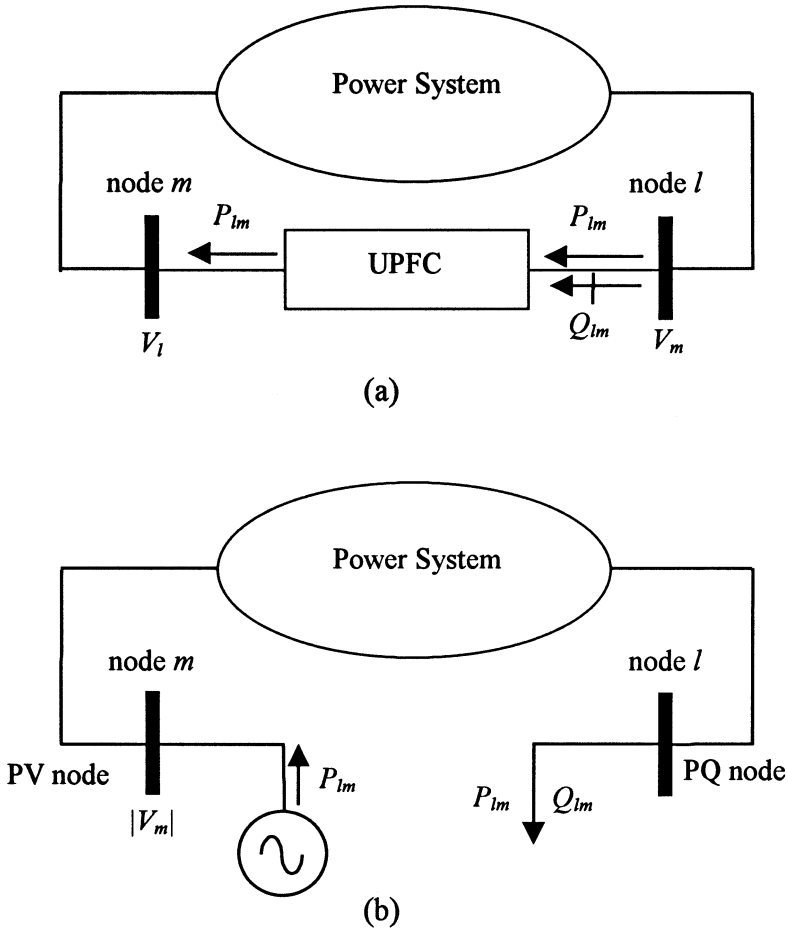 Power System
node m
node l
P_lm
P_lm
UPFC
Q_lm
V_l
V_m
(a)
Power System
node m
node l
PV node
PQ node
P_lm
P_lm Q_lm
|V_m|
(b)